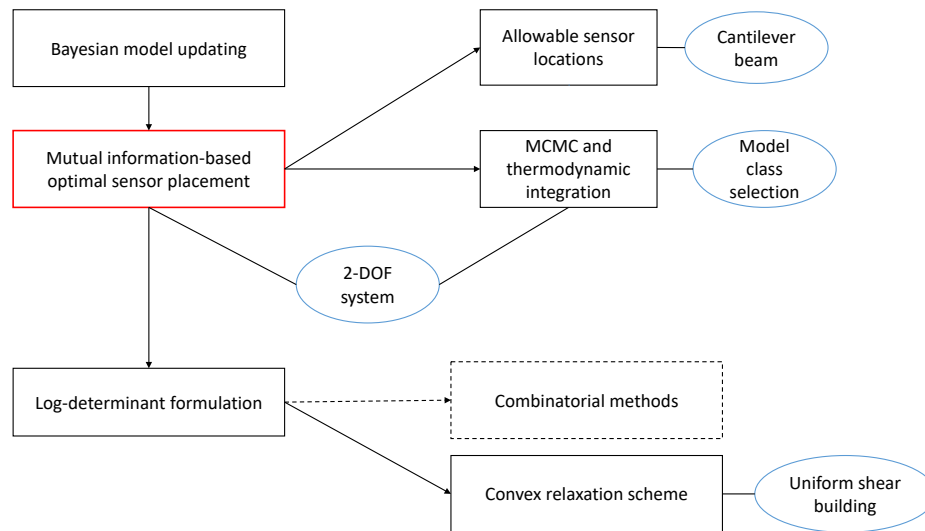 Bayesian model updating
Allowable sensor
locations
Cantilever
beam
Mutual information-based
optimal sensor placement
MCMC and
thermodynamic
integration
Model
class
selection
2-DOF
system
Log-determinant formulation
Combinatorial methods
Convex relaxation scheme
Uniform shear
building